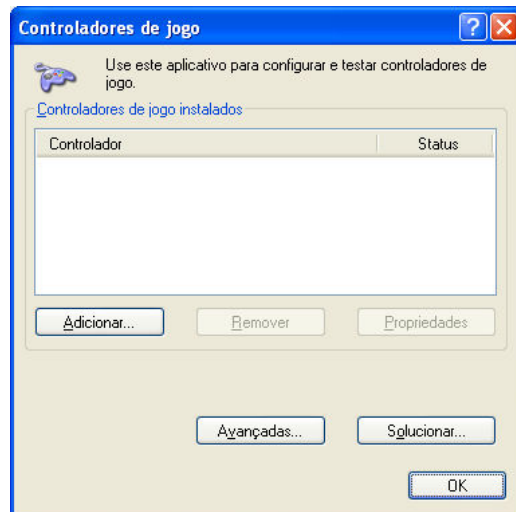 Controladores de jogo
Use este aplicativo para configurar e testar controladores de
jogo.
Controladores de jogo instalados
Controlador Status
Adicionar... Remover Propriedades
Avançadas... Solucionar...
OK